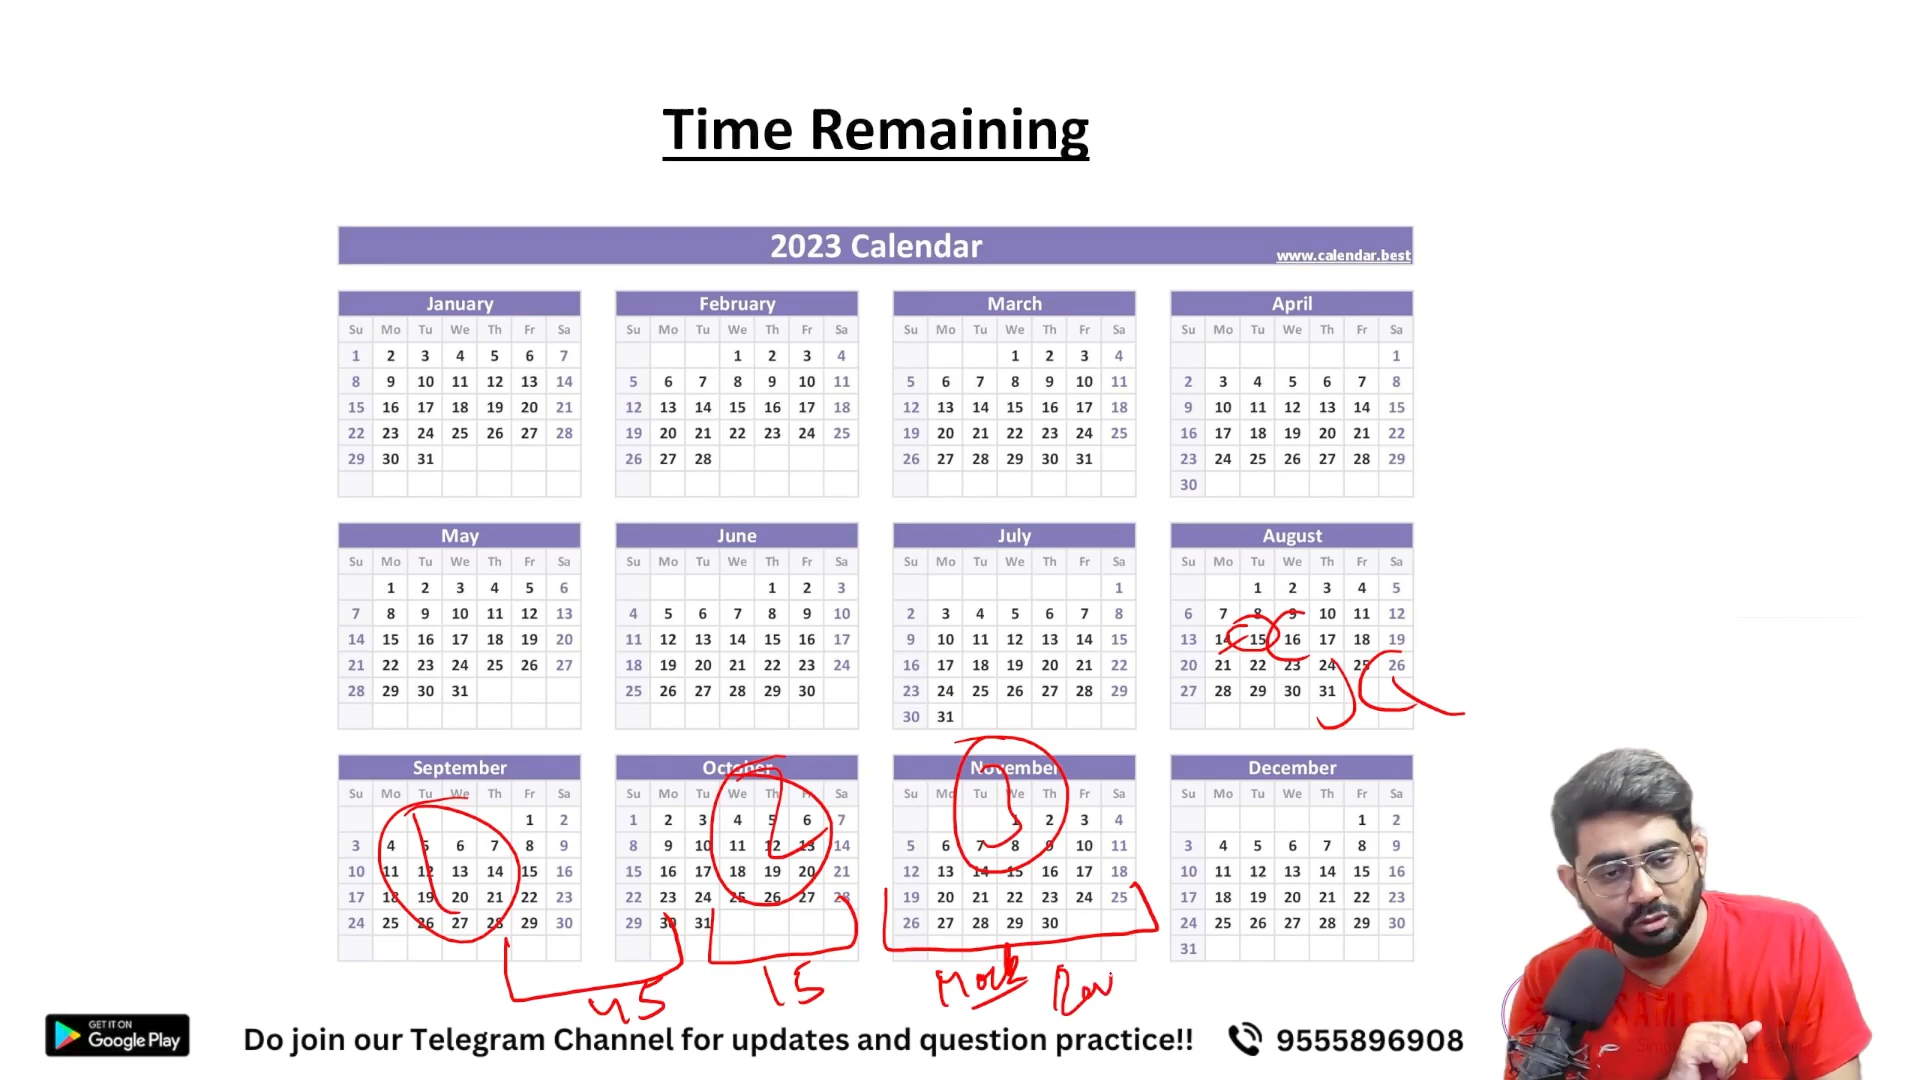 Time Remaining
2023 Calendar
www.calendar.best
January February March April
Su Mo Tu We Th Fr Sa Su Mo Tu We Th Fr Sa Su Mo Tu We Th Fr Sa Su Mo Tu We Th Fr Sa
1 2 3 4 5 6 7 1 2 3 4 1 2 3 4 1
8 9 10 11 12 13 14 5 6 7 8 9 10 11 5 6 7 8 9 10 11 2 3 4 5 6 7 8
15 16 17 18 19 20 21 12 13 14 15 16 17 18 12 13 14 15 16 17 18 9 10 11 12 13 14 15
22 23 24 25 26 27 28 19 20 21 22 23 24 25 19 20 21 22 23 24 25 16 17 18 19 20 21 22
29 30 31 26 27 28 26 27 28 29 30 31 23 24 25 26 27 28 29
30
May June July August
Su Mo Tu We Th Fr Sa Su Mo Tu We Th Fr Sa Su Mo Tu We Th Fr Sa Su Mo Tu We Th Fr Sa
1 2 3 4 5 6 1 2 3 1 1 2 3 4 5
7 8 9 10 11 12 13 4 5 6 7 8 9 10 2 3 4 5 6 7 8 6 7 8 9 10 11 12
14 15 16 17 18 19 20 11 12 13 14 15 16 17 9 10 11 12 13 14 15 13 14 15 16 17 18 19
21 22 23 24 25 26 27 18 19 20 21 22 23 24 16 17 18 19 20 21 22 20 21 22 23 24 25 26
28 29 30 31 25 26 27 28 29 30 23 24 25 26 27 28 29 27 28 29 30 31
30 31
September October November December
Su Mo Tu We Th Fr Sa Su Mo Tu We Th Fr Sa Su Mo Tu We Th Fr Sa Su Mo Tu We Th Fr Sa
1 2 1 2 3 4 5 6 7 1 2 3 4 1 2
3 4 5 6 7 8 9 8 9 10 11 12 13 14 5 6 7 8 9 10 11 3 4 5 6 7 8 9
10 11 12 13 14 15 16 15 16 17 18 19 20 21 12 13 14 15 16 17 18 10 11 12 13 14 15 16
17 18 19 20 21 22 23 22 23 24 25 26 27 28 19 20 21 22 23 24 25 17 18 19 20 21 22 23
24 25 26 27 28 29 30 29 30 31 26 27 28 29 30 24 25 26 27 28 29 30
31
1 2 3
45 15 Mock Rev
GET IT ON
Google Play
Do join our Telegram Channel for updates and question practice!!
9555896908